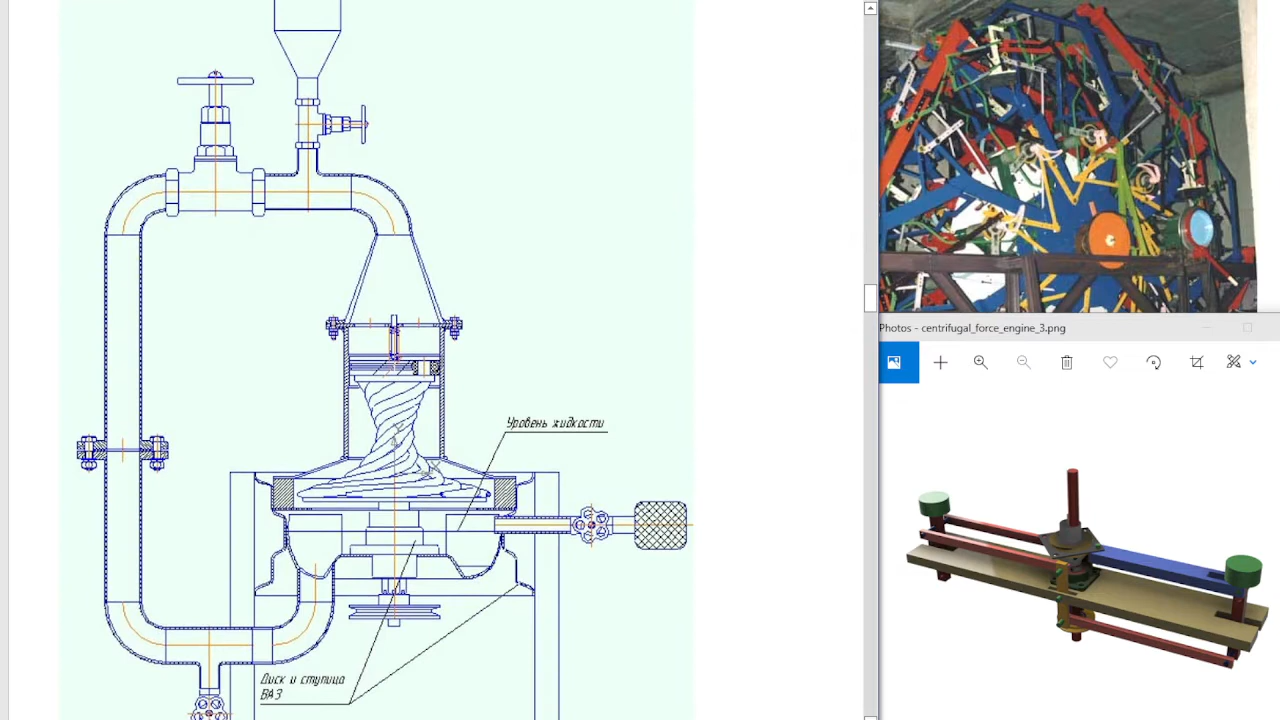 Photos - centrifugal_force_engine_3.png
Уровень жидкости
Диск и ступица
ВАЗ